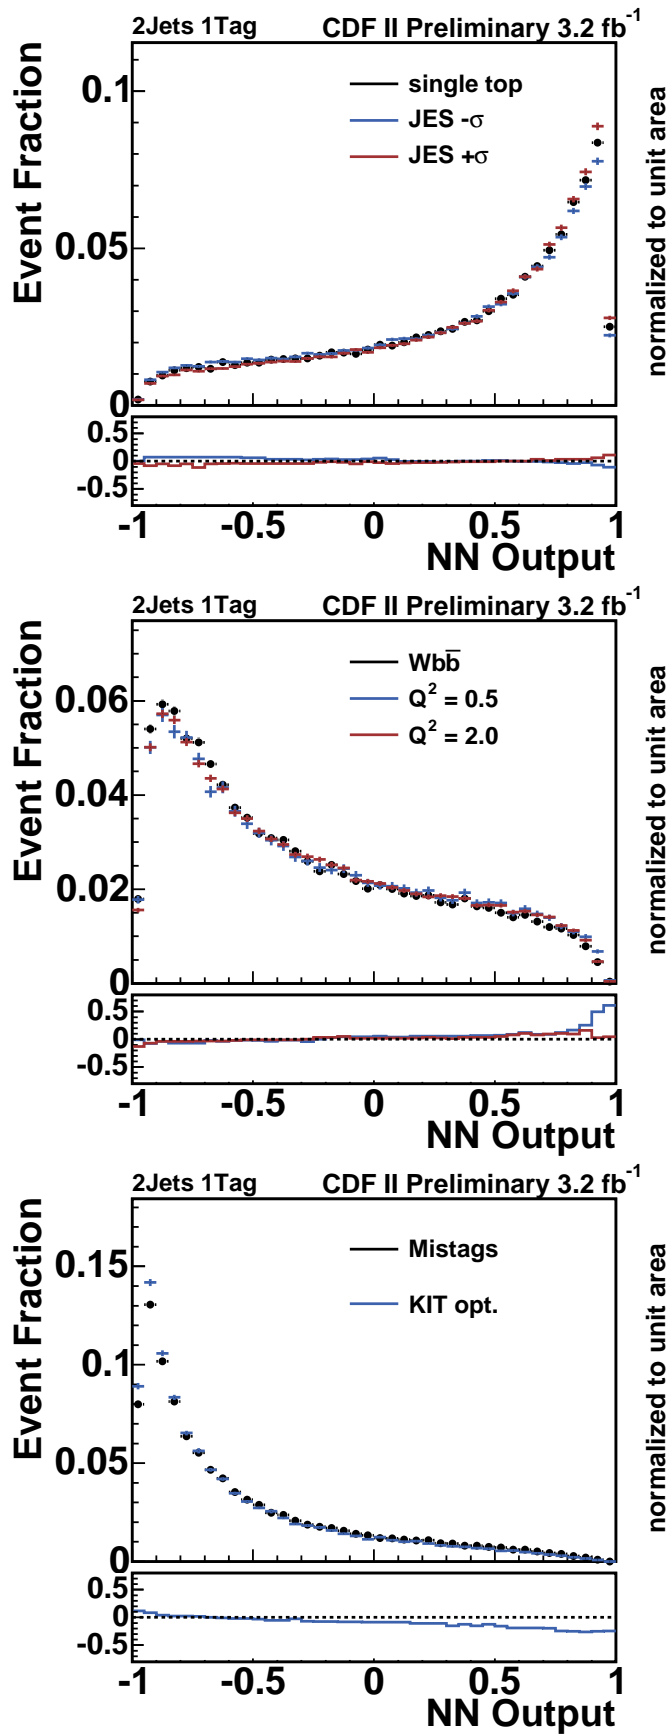 2Jets 1Tag CDF II Preliminary 3.2 fb⁻¹
Event Fraction
normalized to unit area
single top
JES -σ
JES +σ
0.1
0.05
0
0.5
0
-0.5
-1 -0.5 0 0.5 1
NN Output
2Jets 1Tag CDF II Preliminary 3.2 fb⁻¹
Event Fraction
normalized to unit area
Wbb̅
Q² = 0.5
Q² = 2.0
0.06
0.04
0.02
0
0.5
0
-0.5
-1 -0.5 0 0.5 1
NN Output
2Jets 1Tag CDF II Preliminary 3.2 fb⁻¹
Event Fraction
normalized to unit area
Mistags
KIT opt.
0.15
0.1
0.05
0
0.5
0
-0.5
-1 -0.5 0 0.5 1
NN Output